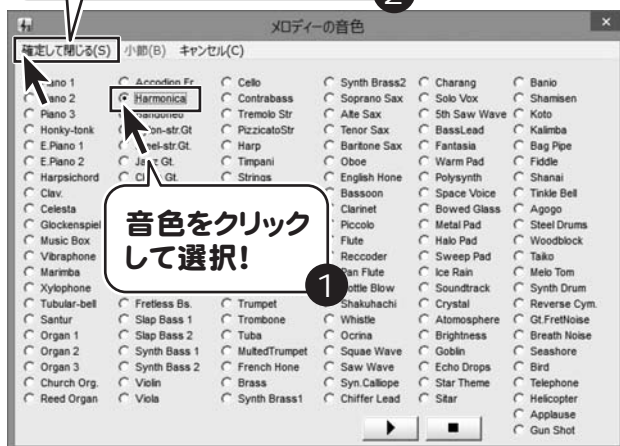 2
メロディーの音色
確定して閉じる(S) 小節(B) キャンセル(C)
Accodion Fr Cello Synth Brass2 Charang Banio
Piano 2 Harmonica Contrabass Soprano Sax Solo Vox Shamisen
Piano 3 Tremolo Str Alte Sax 5th Saw Wave Koto
Honky-tonk PizzicatoStr Tenor Sax BassLead Kalimba
E.Piano 1 Harp Baritone Sax Fantasia Bag Pipe
E.Piano 2 Jazz Gt. Timpani Oboe Warm Pad Fiddle
Harpsichord Gt. Strings English Hone Polysynth Shanai
Clav. Bassoon Space Voice Tinkle Bell
Celesta Clarinet Bowed Glass Agogo
Glockenspiel Piccolo Metal Pad Steel Drums
Music Box Flute Halo Pad Woodblock
Vibraphone Reccoder Sweep Pad Taiko
Marimba Pan Flute Ice Rain Melo Tom
Xylophone Bottle Blow Soundtrack Synth Drum
Tubular-bell Fretless Bs. Trumpet Shakuhachi Crystal Reverse Cym.
Santur Slap Bass 1 Trombone Whistle Atomosphere Gt.FretNoise
Organ 1 Slap Bass 2 Tuba Ocrina Brightness Breath Noise
Organ 2 Synth Bass 1 MultedTrumpet Squae Wave Goblin Seashore
Organ 3 Synth Bass 2 French Hone Saw Wave Echo Drops Bird
Church Org. Violin Brass Syn.Calliope Star Theme Telephone
Reed Organ Viola Synth Brass1 Chiffer Lead Sitar Helicopter
Applause
Gun Shot
音色をクリック
して選択!
1